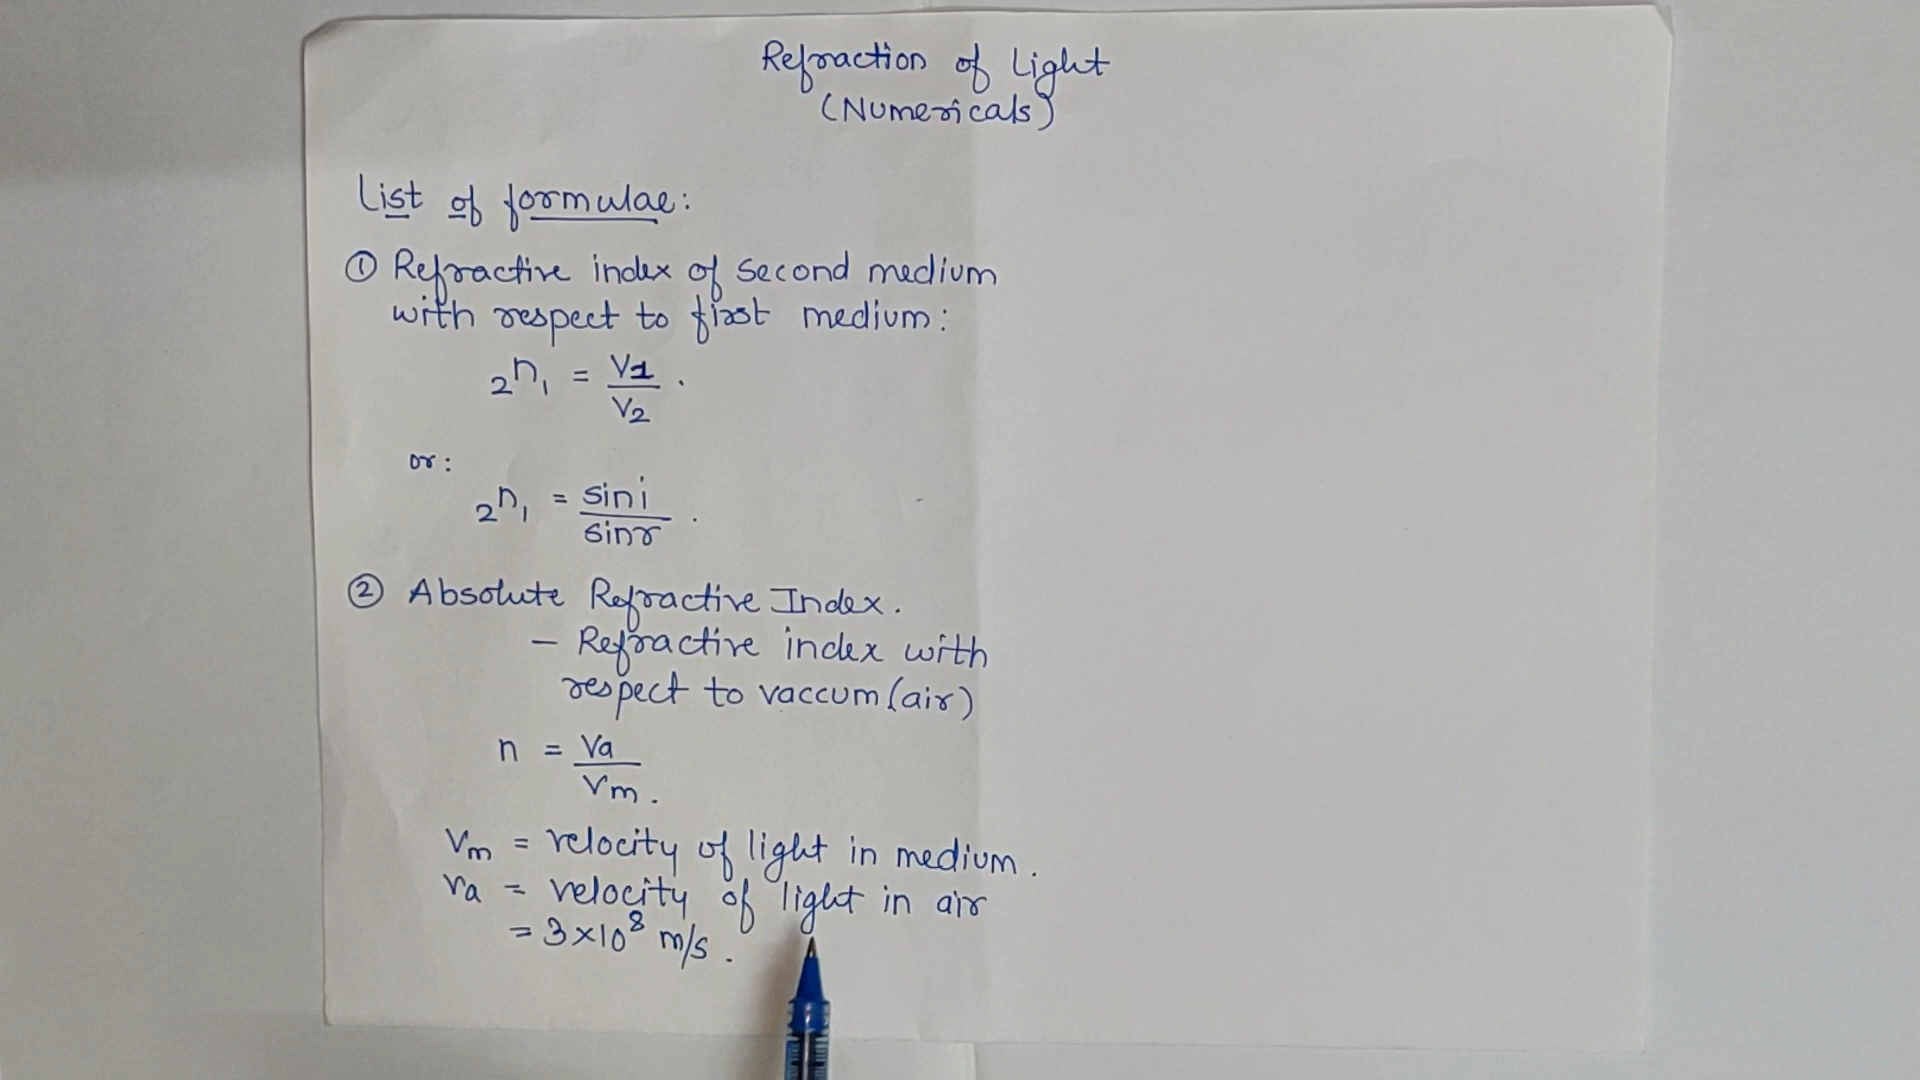 Refraction of Light
(Numericals)
List of formulae:
① Refractive index of second medium
with respect to first medium:
₂n₁ = v1/v2 .
or:
₂n₁ = sin i/sin r .
② Absolute Refractive Index.
– Refractive index with
respect to vaccum (air)
n = va/vm .
vm = velocity of light in medium.
va = velocity of light in air
= 3×10⁸ m/s .